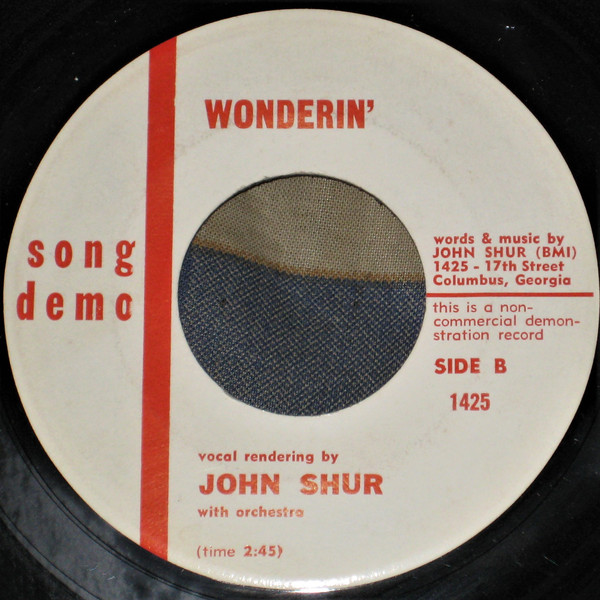 WONDERIN'
song
demo
words & music by
JOHN SHUR (BMI)
1425 - 17th Street
Columbus, Georgia
this is a non-
commercial demon-
stration record
SIDE B
1425
vocal rendering by
JOHN SHUR
with orchestra
(time 2:45)